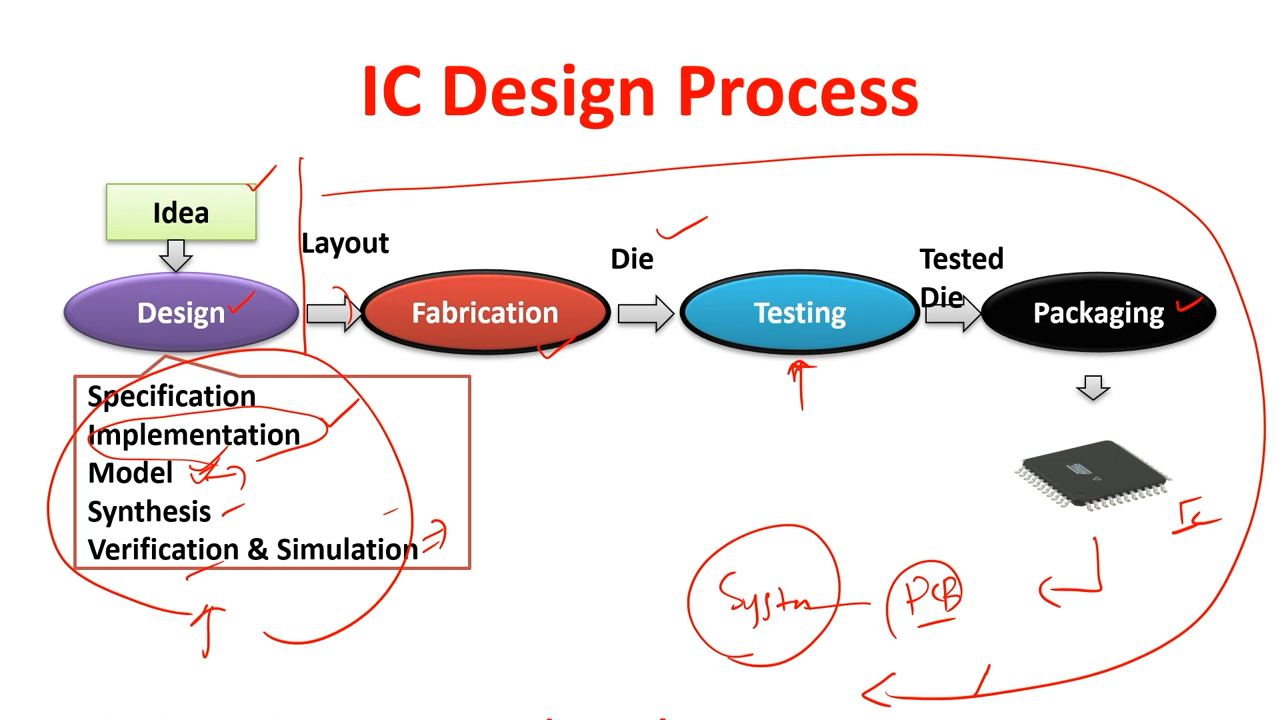 IC Design Process
Idea
Layout
Die
Tested
Die
Design
Fabrication
Testing
Packaging
Specification
Implementation
Model
Synthesis
Verification & Simulation
Ic
PCB